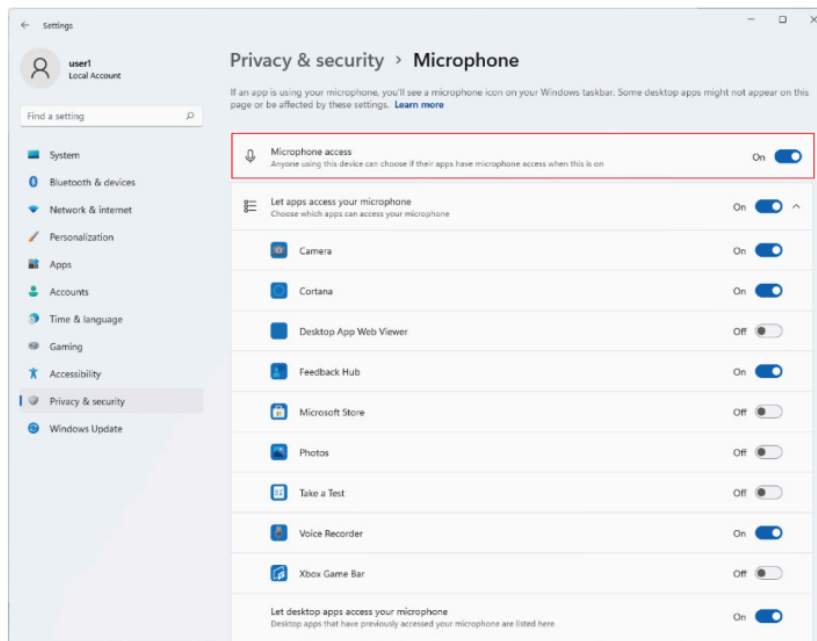 Settings
user1
Local Account
Find a setting
System
Bluetooth & devices
Network & internet
Personalization
Apps
Accounts
Time & language
Gaming
Accessibility
Privacy & security
Windows Update
Privacy & security > Microphone
If an app is using your microphone, you'll see a microphone icon on your Windows taskbar. Some desktop apps might not appear on this
page or be affected by these settings. Learn more
Microphone access
Anyone using this device can choose if their apps have microphone access when this is on
On
Let apps access your microphone
Choose which apps can access your microphone
On
Camera On
Cortana On
Desktop App Web Viewer Off
Feedback Hub On
Microsoft Store Off
Photos Off
Take a Test Off
Voice Recorder On
Xbox Game Bar Off
Let desktop apps access your microphone
Desktop apps that have previously accessed your microphone are listed here
On